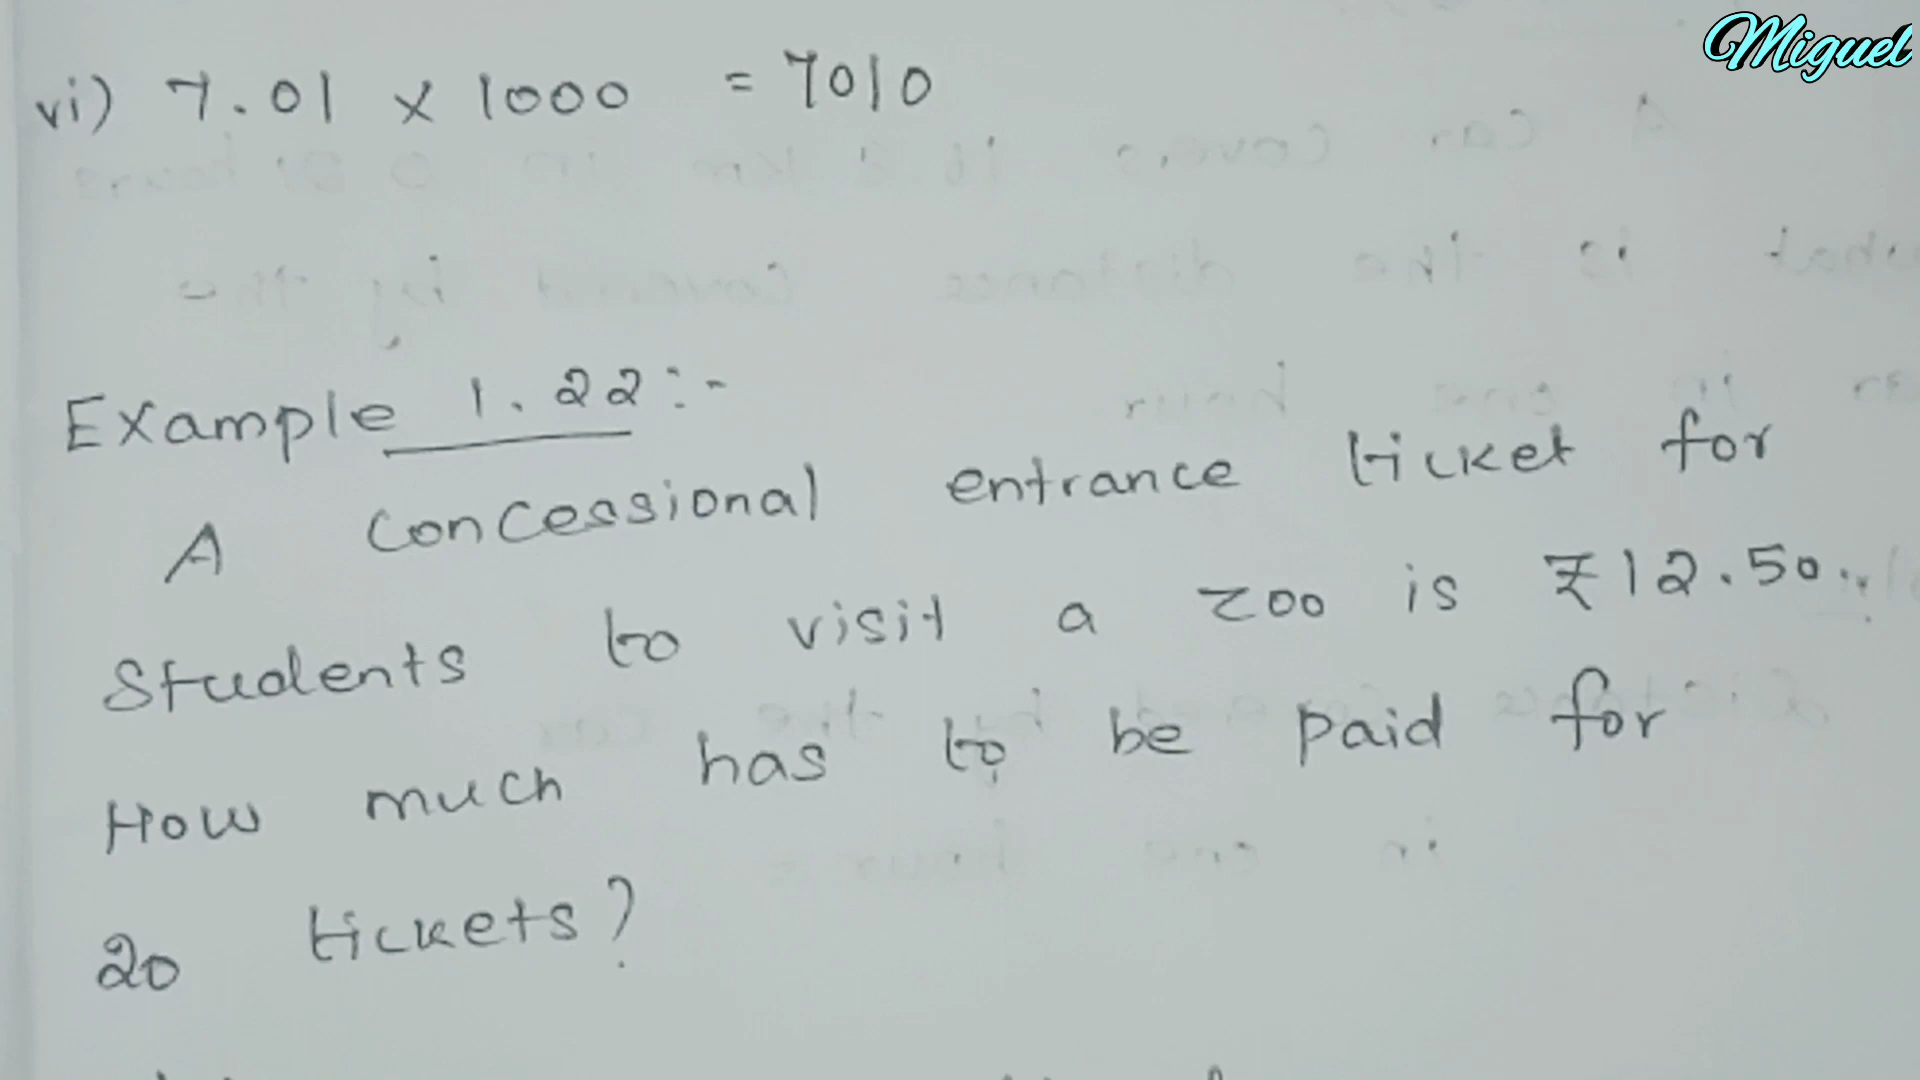 Miguel
vi) 7.01 x 1000 = 7010
Example 1.22:-
A concessional entrance ticket for
students to visit a zoo is ₹12.50.
How much has to be paid for
20 tickets?